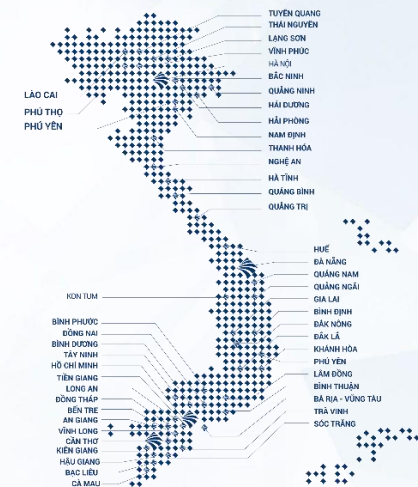 TUYÊN QUANG
THÁI NGUYÊN
LẠNG SƠN
VĨNH PHÚC
HÀ NỘI
BẮC NINH
QUẢNG NINH
HẢI DƯƠNG
HẢI PHÒNG
NAM ĐỊNH
THANH HÓA
NGHỆ AN
HÀ TĨNH
QUẢNG BÌNH
QUẢNG TRỊ
LÀO CAI
PHÚ THỌ
PHÚ YÊN
HUẾ
ĐÀ NẴNG
QUẢNG NAM
QUẢNG NGÃI
GIA LAI
BÌNH ĐỊNH
ĐĂK NÔNG
ĐĂK LĂ
KHÁNH HÒA
PHÚ YÊN
LÂM ĐỒNG
BÌNH THUẬN
BÀ RỊA - VŨNG TÀU
TRÀ VINH
SÓC TRĂNG
KON TUM
BÌNH PHƯỚC
ĐỒNG NAI
BÌNH DƯƠNG
TÂY NINH
HỒ CHÍ MINH
TIỀN GIANG
LONG AN
ĐỒNG THÁP
BẾN TRE
AN GIANG
VĨNH LONG
CẦN THƠ
KIÊN GIANG
HẬU GIANG
BẠC LIÊU
CÀ MAU